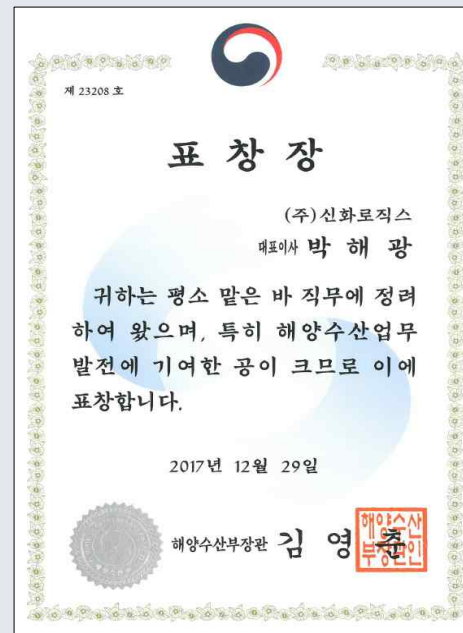 제 23208 호
표 창 장
(주)신화로직스
대표이사 박 해 광
귀하는 평소 맡은 바 직무에 정려
하여 왔으며, 특히 해양수산업무
발전에 기여한 공이 크므로 이에
표창합니다.
2017년 12월 29일
해양수산부장관 김 영 춘
해양수산
부장관인